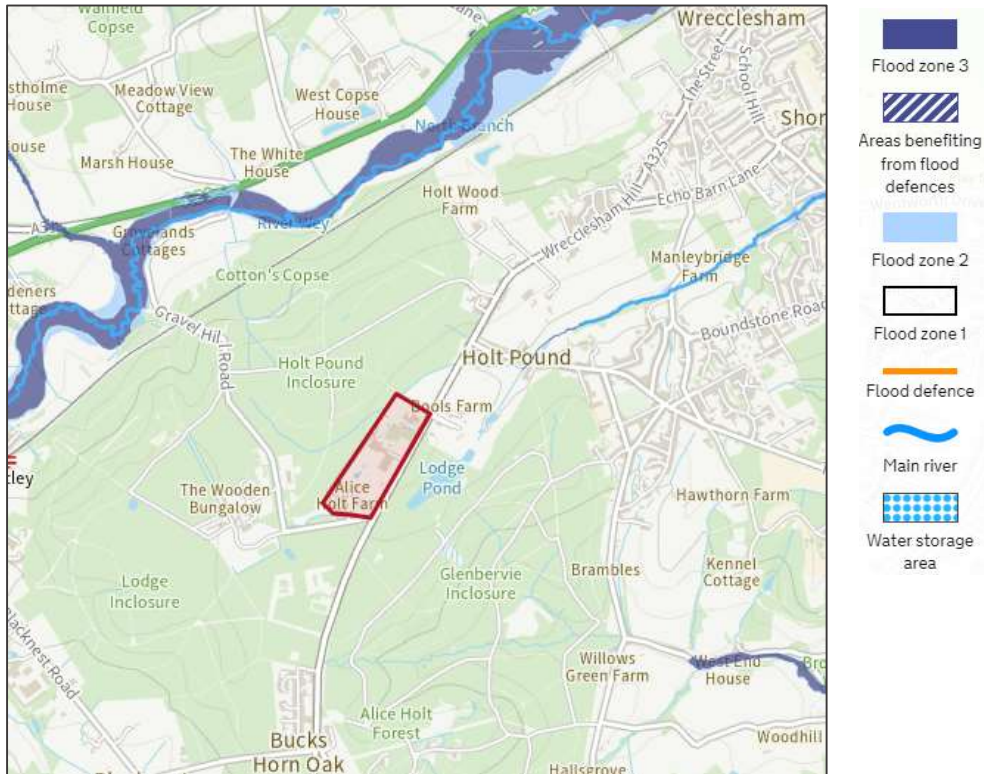 Copse
Wrecclesham
House
Meadow View
Cottage
West Copse
House
The Street
School Hill
Marsh House
The White
House
Holt Wood
Farm
Wrecclesham Hill - A325
Echo Barn Lane
River Wey
Cottages
Cotton's Copse
Manleybridge
Farm
Gravel Hill Road
Boundstone Road
Holt Pound
Holt Pound
Inclosure
Lodge
Pond
Alice
Holt Farm
The Wooden
Bungalow
Hawthorn Farm
Lodge
Inclosure
Glenbervie
Inclosure
Brambles
Kennel
Cottage
Blacknest Road
Willows
Green Farm
West End
House
Alice Holt
Forest
Bucks
Horn Oak
Woodhill
Hallsgrove
Flood zone 3
Areas benefiting
from flood
defences
Flood zone 2
Flood zone 1
Flood defence
Main river
Water storage
area